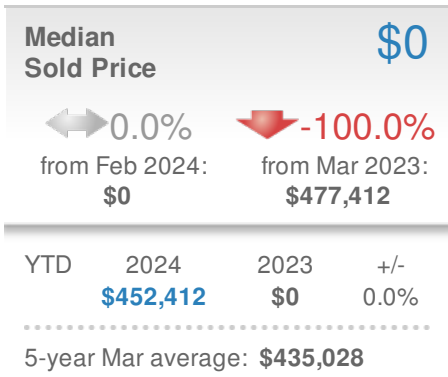 Median $0
Sold Price
0.0% -100.0%
from Feb 2024: from Mar 2023:
$0 $477,412
YTD 2024 2023 +/-
$452,412 $0 0.0%
5-year Mar average: $435,028